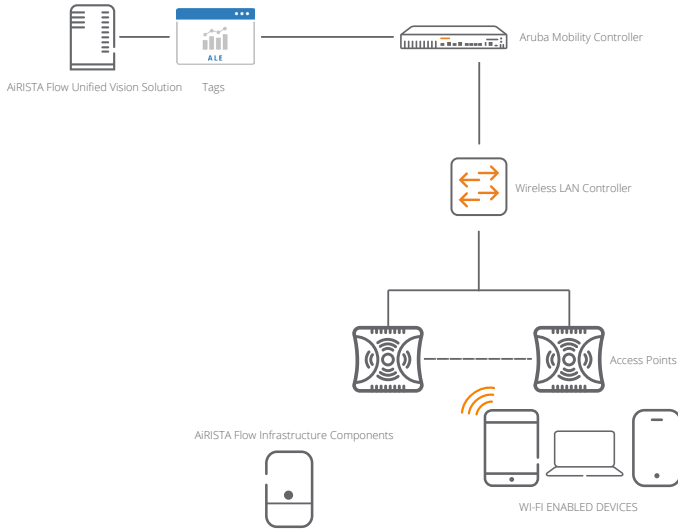 ALE
Aruba Mobility Controller
AiRISTA Flow Unified Vision Solution
Tags
Wireless LAN Controller
Access Points
AiRISTA Flow Infrastructure Components
WI-FI ENABLED DEVICES